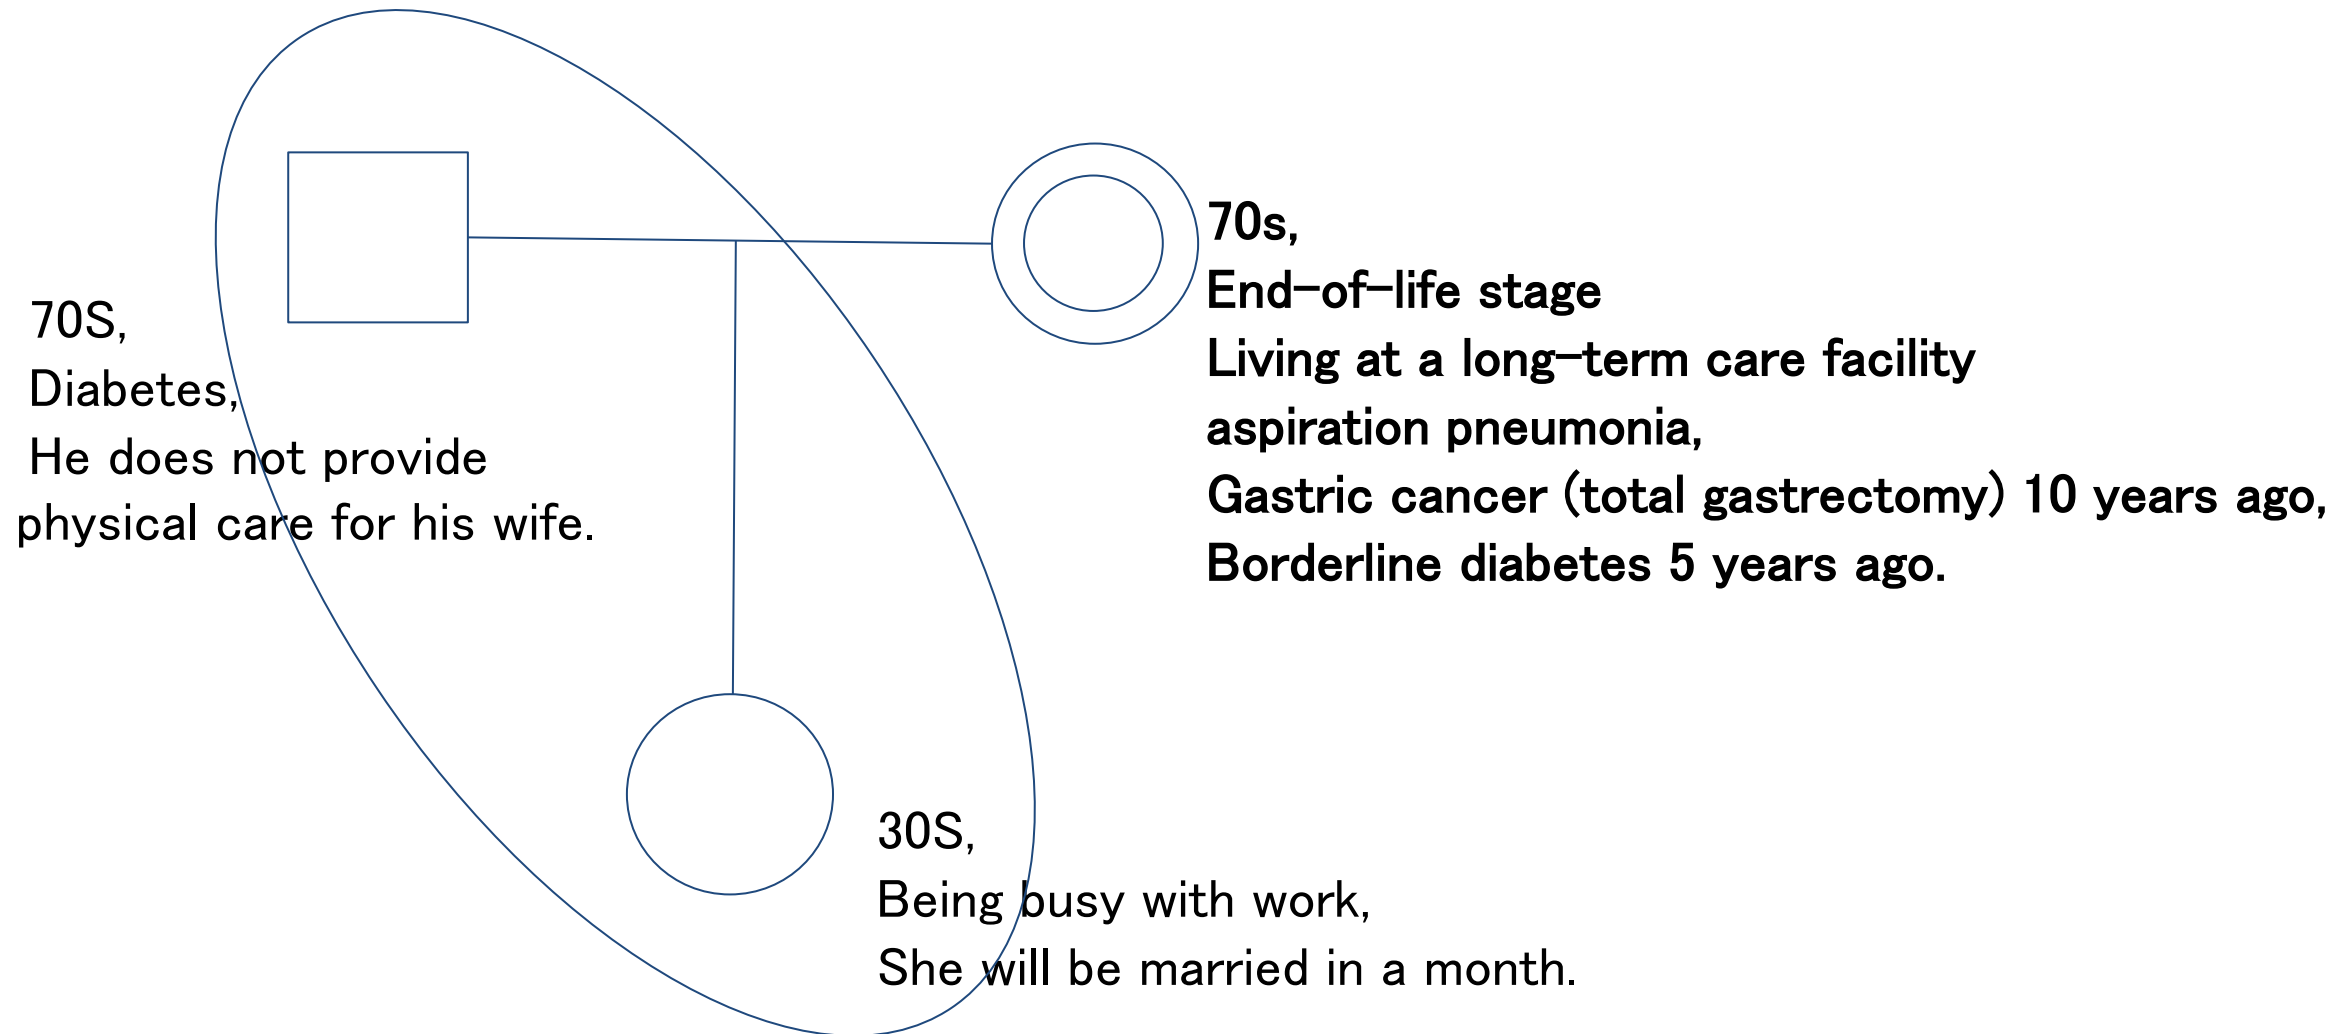 70S,
Diabetes,
He does not provide
physical care for his wife.
70s,
End-of-life stage
Living at a long-term care facility
aspiration pneumonia,
Gastric cancer (total gastrectomy) 10 years ago,
Borderline diabetes 5 years ago.
30S,
Being busy with work,
She will be married in a month.